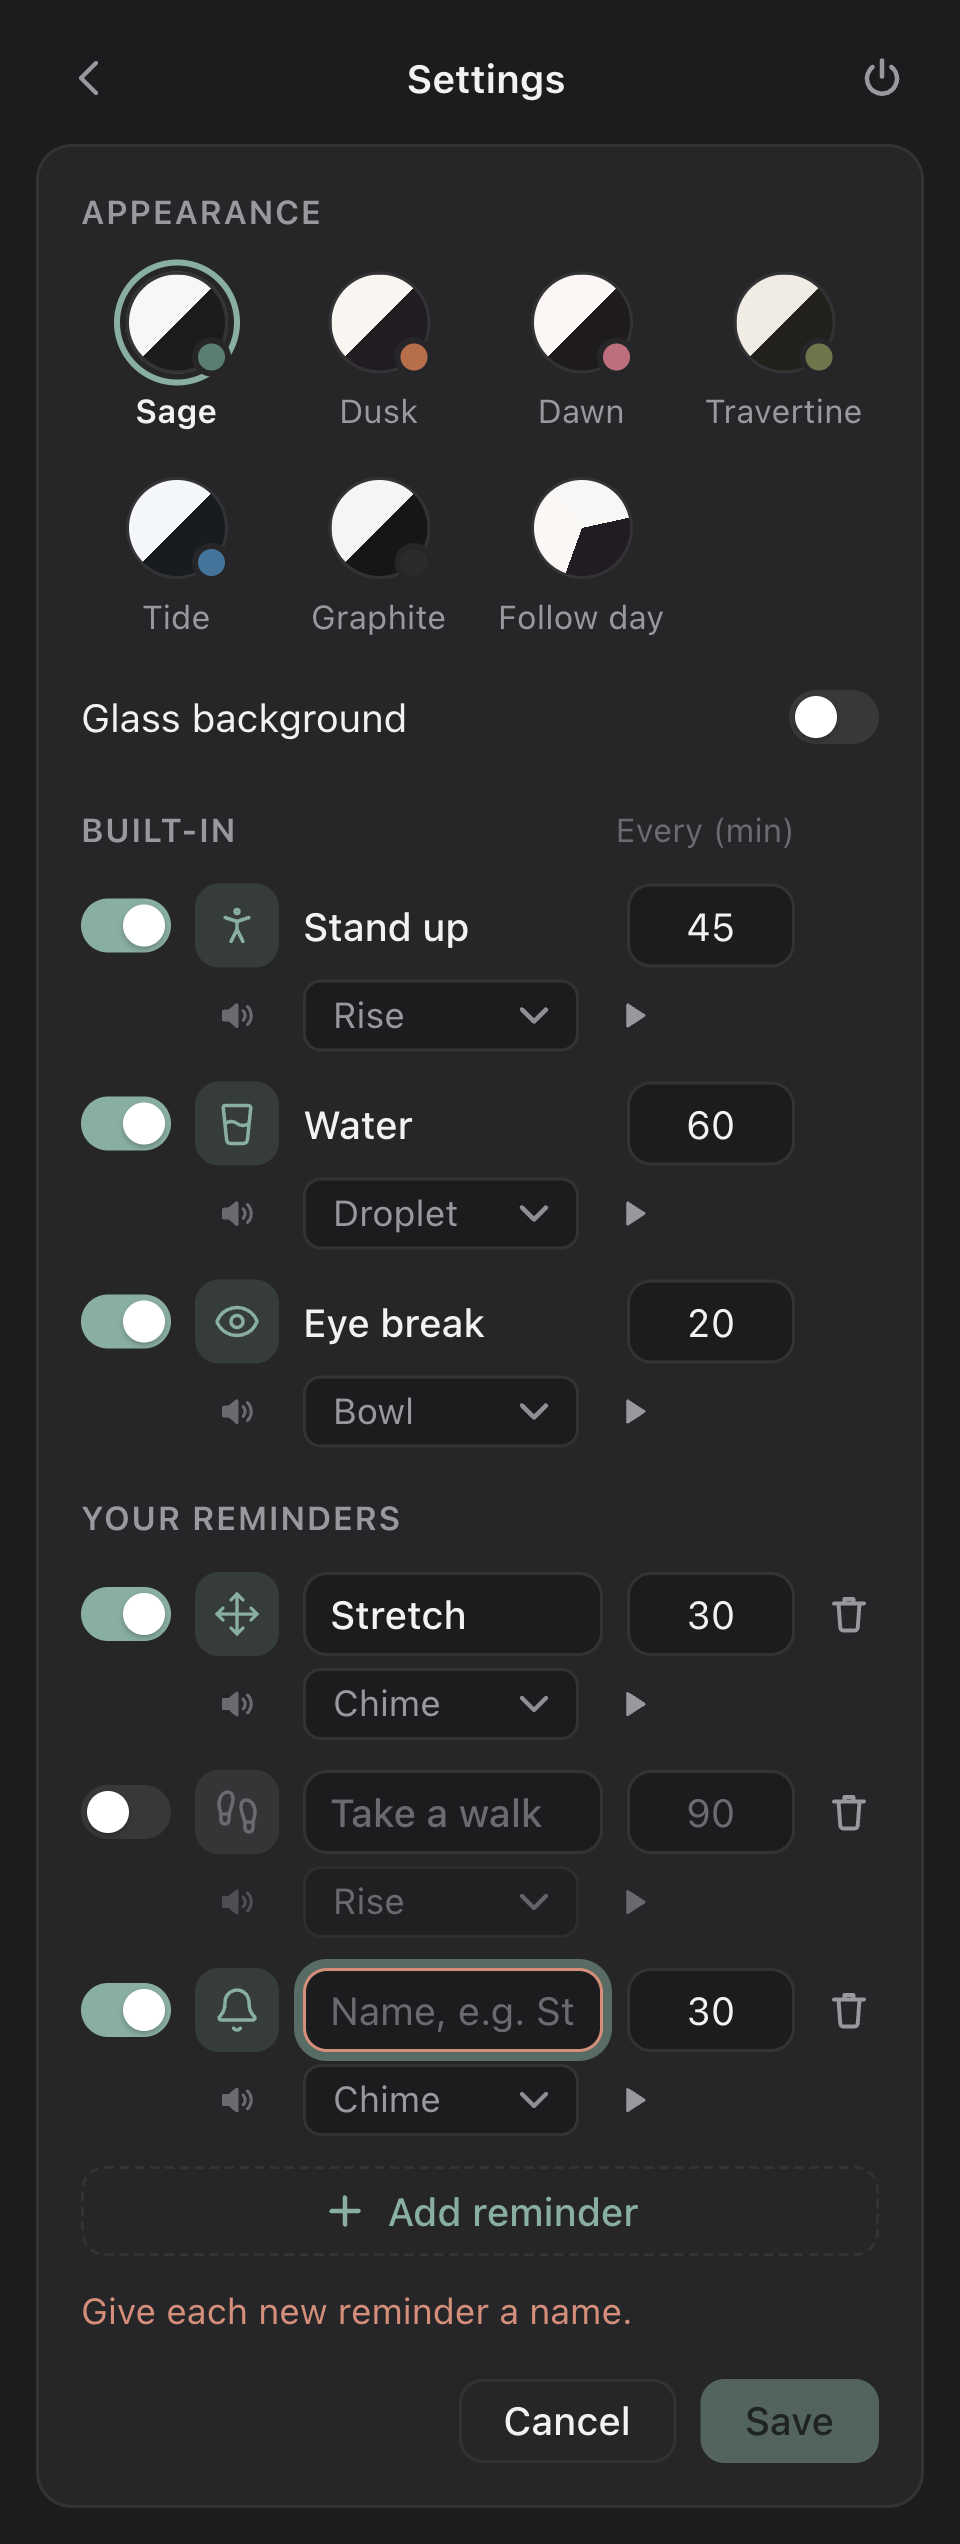 Settings
APPEARANCE
Sage Dusk Dawn Travertine
Tide Graphite Follow day
Glass background
BUILT-IN Every (min)
Stand up 45
Rise
Water 60
Droplet
Eye break 20
Bowl
YOUR REMINDERS
Stretch 30
Chime
Take a walk 90
Rise
Name, e.g. St 30
Chime
+ Add reminder
Give each new reminder a name.
Cancel Save